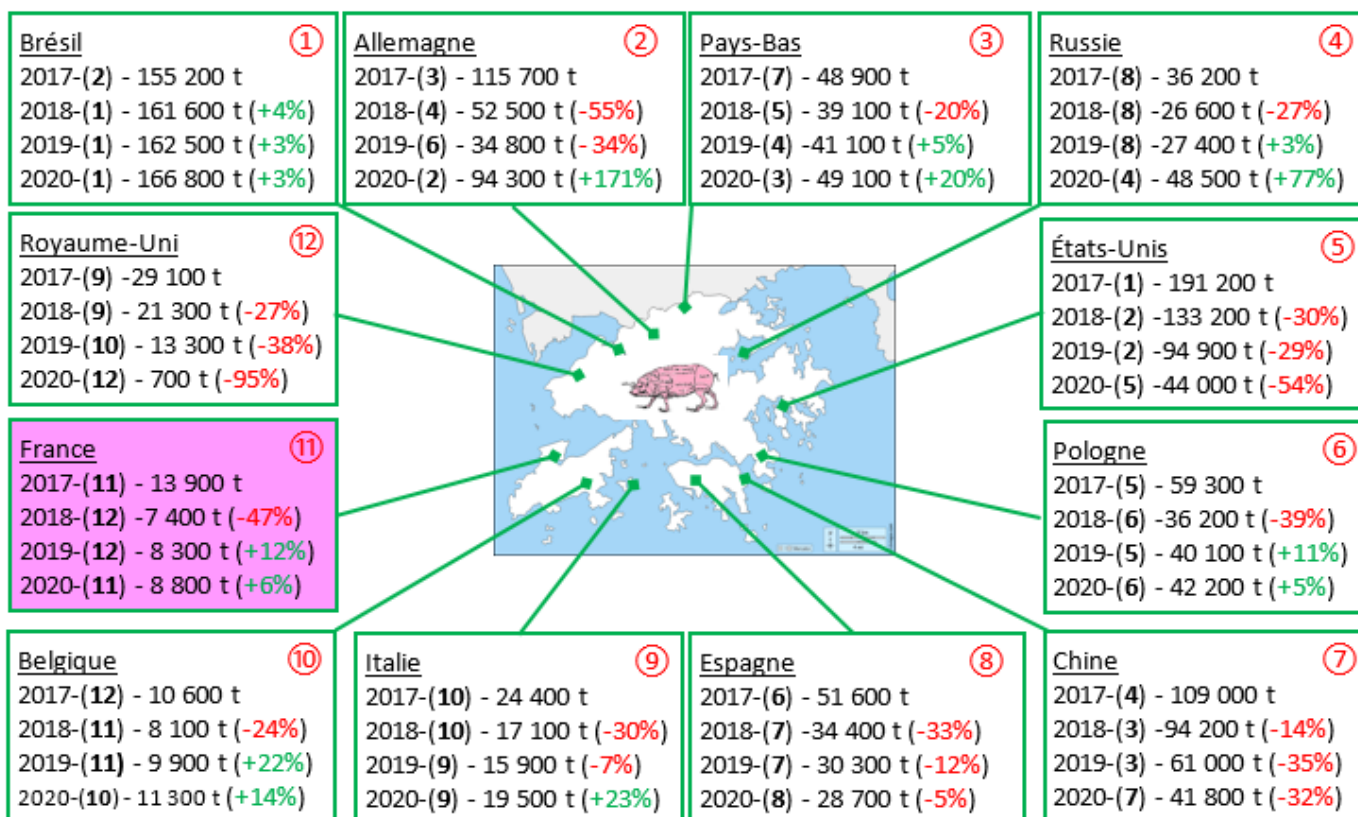 Brésil ①
2017-(2) - 155 200 t
2018-(1) - 161 600 t (+4%)
2019-(1) - 162 500 t (+3%)
2020-(1) - 166 800 t (+3%)
Allemagne ②
2017-(3) - 115 700 t
2018-(4) - 52 500 t (-55%)
2019-(6) - 34 800 t (-34%)
2020-(2) - 94 300 t (+171%)
Pays-Bas ③
2017-(7) - 48 900 t
2018-(5) - 39 100 t (-20%)
2019-(4) -41 100 t (+5%)
2020-(3) - 49 100 t (+20%)
Russie ④
2017-(8) - 36 200 t
2018-(8) -26 600 t (-27%)
2019-(8) -27 400 t (+3%)
2020-(4) - 48 500 t (+77%)
Royaume-Uni ⑫
2017-(9) -29 100 t
2018-(9) - 21 300 t (-27%)
2019-(10) - 13 300 t (-38%)
2020-(12) - 700 t (-95%)
États-Unis ⑤
2017-(1) - 191 200 t
2018-(2) -133 200 t (-30%)
2019-(2) -94 900 t (-29%)
2020-(5) -44 000 t (-54%)
France ⑪
2017-(11) - 13 900 t
2018-(12) -7 400 t (-47%)
2019-(12) - 8 300 t (+12%)
2020-(11) - 8 800 t (+6%)
Pologne ⑥
2017-(5) - 59 300 t
2018-(6) -36 200 t (-39%)
2019-(5) - 40 100 t (+11%)
2020-(6) - 42 200 t (+5%)
Belgique ⑩
2017-(12) - 10 600 t
2018-(11) - 8 100 t (-24%)
2019-(11) - 9 900 t (+22%)
2020-(10) - 11 300 t (+14%)
Italie ⑨
2017-(10) - 24 400 t
2018-(10) - 17 100 t (-30%)
2019-(9) - 15 900 t (-7%)
2020-(9) - 19 500 t (+23%)
Espagne ⑧
2017-(6) - 51 600 t
2018-(7) -34 400 t (-33%)
2019-(7) - 30 300 t (-12%)
2020-(8) - 28 700 t (-5%)
Chine ⑦
2017-(4) - 109 000 t
2018-(3) -94 200 t (-14%)
2019-(3) - 61 000 t (-35%)
2020-(7) - 41 800 t (-32%)